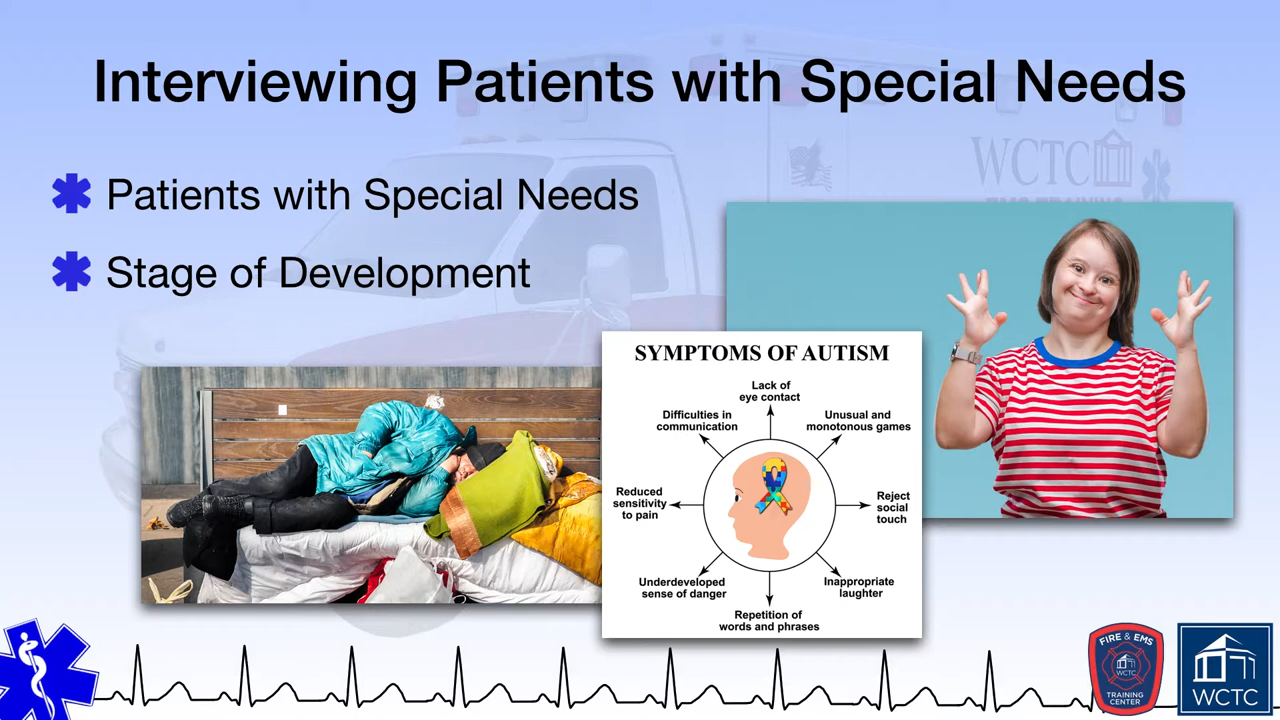 Interviewing Patients with Special Needs
Patients with Special Needs
Stage of Development
WCTC
EMS TRAINING
SYMPTOMS OF AUTISM
Lack of
eye contact
Difficulties in
communication
Unusual and
monotonous games
Reduced
sensitivity
to pain
Reject
social
touch
Underdeveloped
sense of danger
Inappropriate
laughter
Repetition of
words and phrases
FIRE & EMS
WCTC
TRAINING
CENTER
WCTC